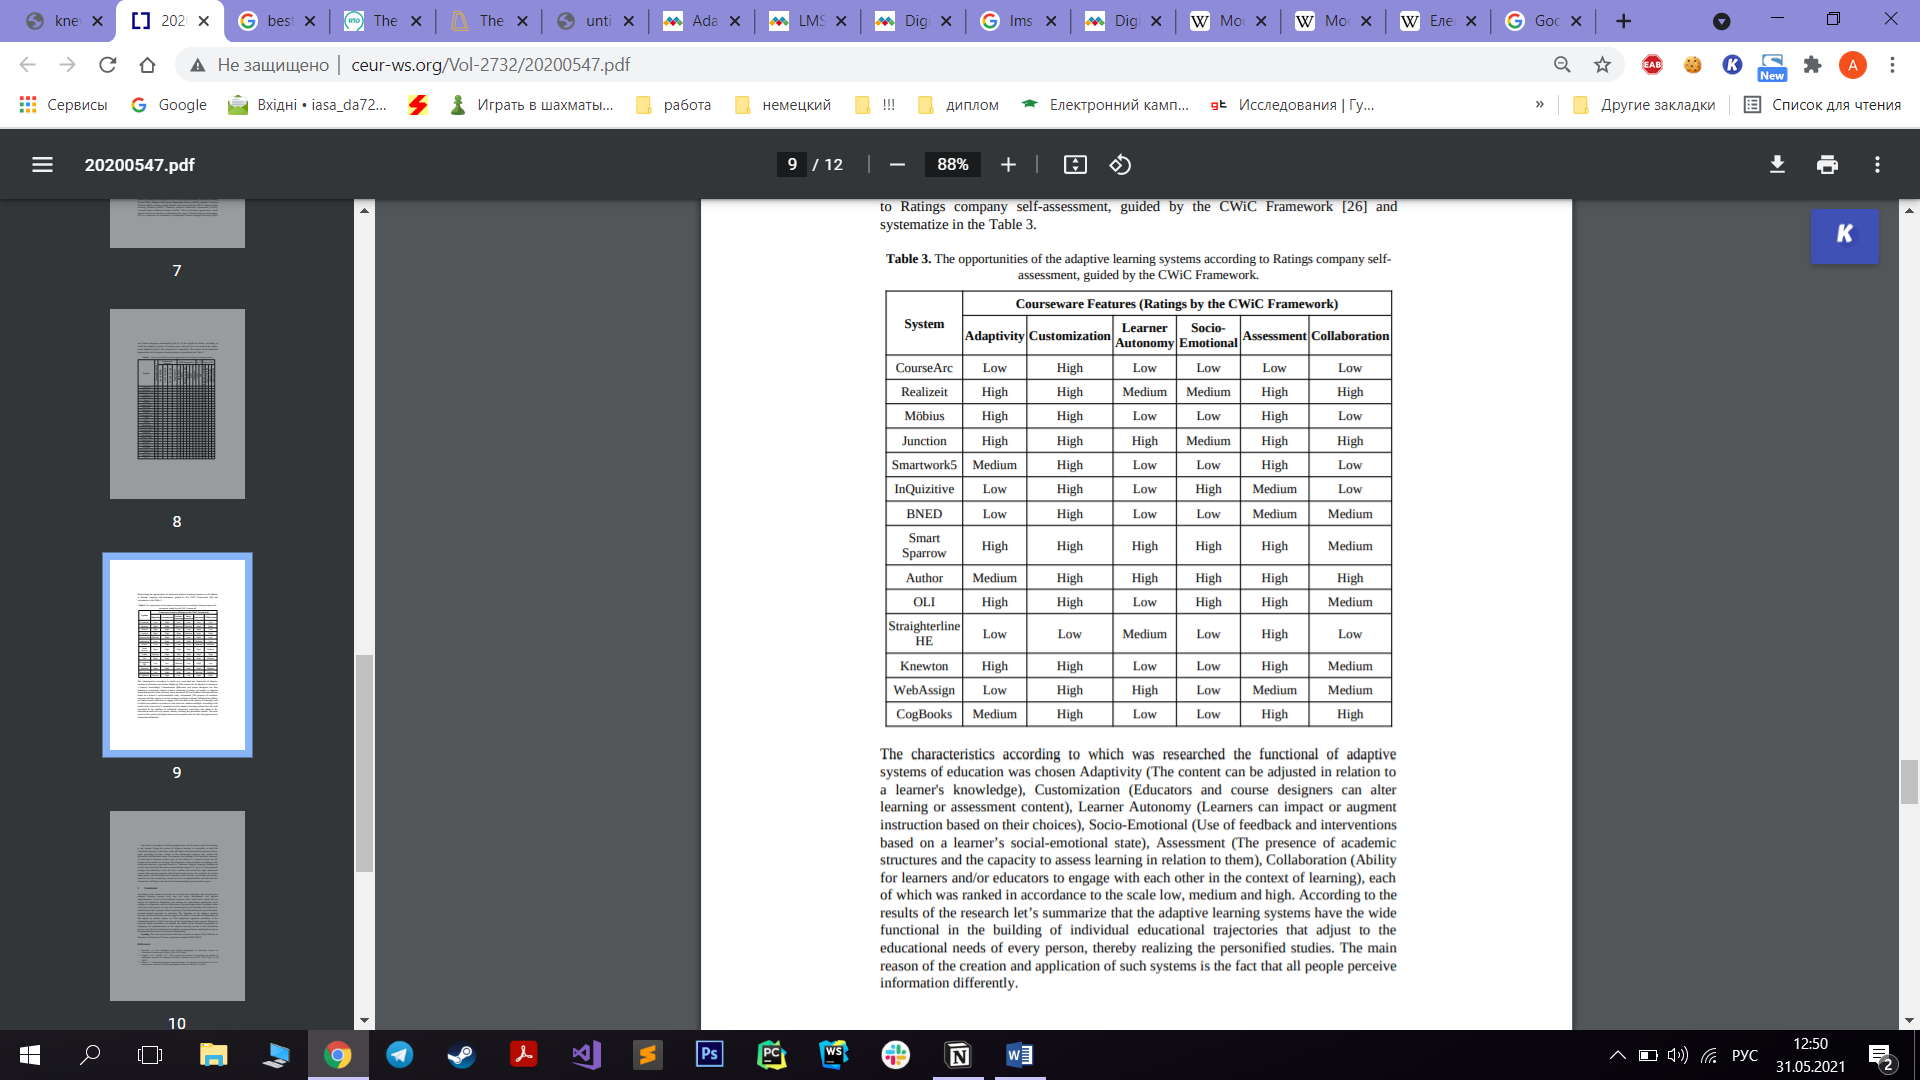 kne
202
best
The
The
unti
Ada
LMS
Digi
lms
Digi
Мос
Мос
Еле
Goo
Не защищено | ceur-ws.org/Vol-2732/20200547.pdf
EAB
New
A
Сервисы
Google
Вхідні • iasa_da72...
Играть в шахматы...
работа
немецкий
!!!
диплом
Електронний камп...
Исследования | Гу...
»
Другие закладки
Список для чтения
20200547.pdf
9 / 12
88%
7
8
9
10
K
to Ratings company self-assessment, guided by the CWiC Framework [26] and
systematize in the Table 3.
Table 3. The opportunities of the adaptive learning systems according to Ratings company self-
assessment, guided by the CWiC Framework.
System Courseware Features (Ratings by the CWiC Framework)
Adaptivity Customization Learner Autonomy Socio-Emotional Assessment Collaboration
CourseArc Low High Low Low Low Low
Realizeit High High Medium Medium High High
Möbius High High Low Low High Low
Junction High High High Medium High High
Smartwork5 Medium High Low Low High Low
InQuizitive Low High Low High Medium Low
BNED Low High Low Low Medium Medium
Smart Sparrow High High High High High Medium
Author Medium High High High High High
OLI High High Low High High Medium
Straighterline HE Low Low Medium Low High Low
Knewton High High Low Low High Medium
WebAssign Low High High Low Medium Medium
CogBooks Medium High Low Low High High
The characteristics according to which was researched the functional of adaptive
systems of education was chosen Adaptivity (The content can be adjusted in relation to
a learner's knowledge), Customization (Educators and course designers can alter
learning or assessment content), Learner Autonomy (Learners can impact or augment
instruction based on their choices), Socio-Emotional (Use of feedback and interventions
based on a learner’s social-emotional state), Assessment (The presence of academic
structures and the capacity to assess learning in relation to them), Collaboration (Ability
for learners and/or educators to engage with each other in the context of learning), each
of which was ranked in accordance to the scale low, medium and high. According to the
results of the research let’s summarize that the adaptive learning systems have the wide
functional in the building of individual educational trajectories that adjust to the
educational needs of every person, thereby realizing the personified studies. The main
reason of the creation and application of such systems is the fact that all people perceive
information differently.
РУС
12:50
31.05.2021
2